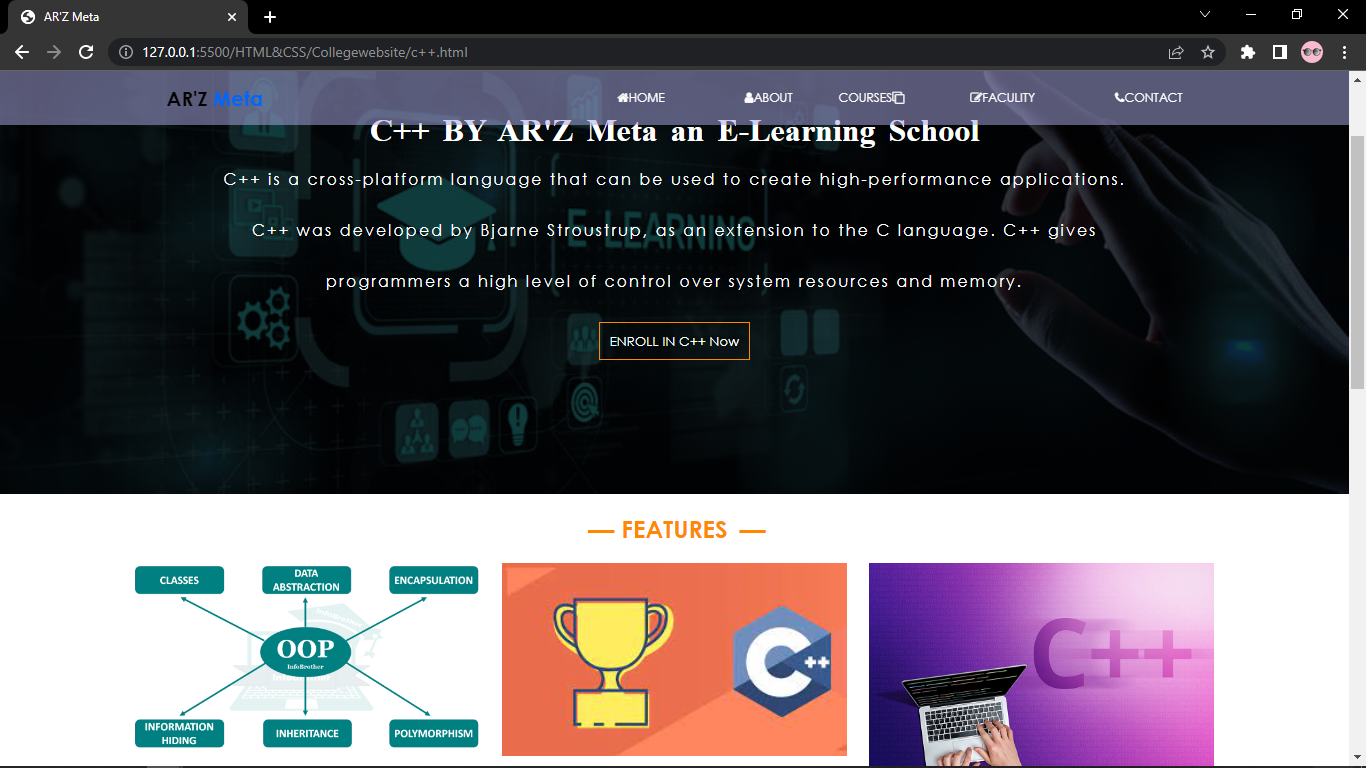 AR'Z Meta
127.0.0.1:5500/HTML&CSS/Collegewebsite/c++.html
AR'Z Meta
HOME
ABOUT
COURSES
FACULITY
CONTACT
C++ BY AR'Z Meta an E-Learning School
C++ is a cross-platform language that can be used to create high-performance applications.
C++ was developed by Bjarne Stroustrup, as an extension to the C language. C++ gives
programmers a high level of control over system resources and memory.
E-LEARNING
ENROLL IN C++ Now
— FEATURES —
CLASSES
DATA
ABSTRACTION
ENCAPSULATION
OOP
InfoBrother
INFORMATION
HIDING
INHERITANCE
POLYMORPHISM
C++
C++